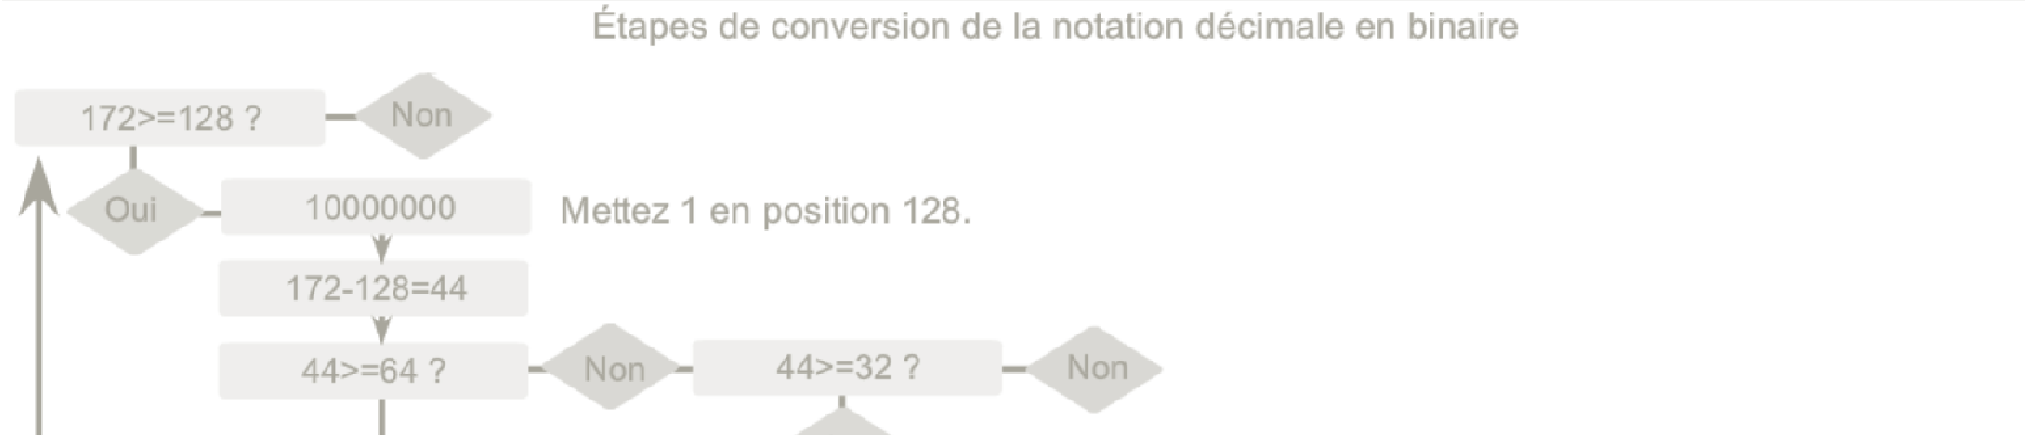 Étapes de conversion de la notation décimale en binaire
172>=128 ?
Non
Oui
10000000
Mettez 1 en position 128.
172-128=44
44>=64 ?
Non
44>=32 ?
Non